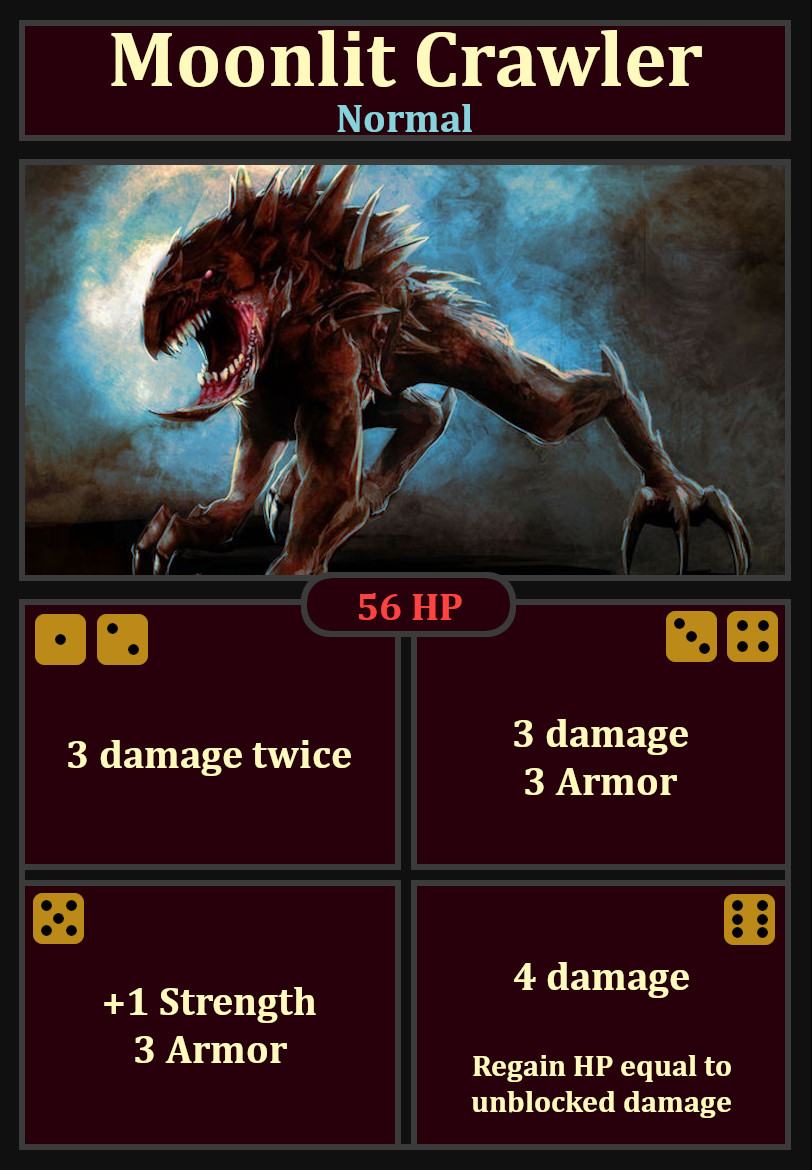 Moonlit Crawler
Normal
56 HP
3 damage twice
3 damage
3 Armor
+1 Strength
3 Armor
4 damage
Regain HP equal to
unblocked damage